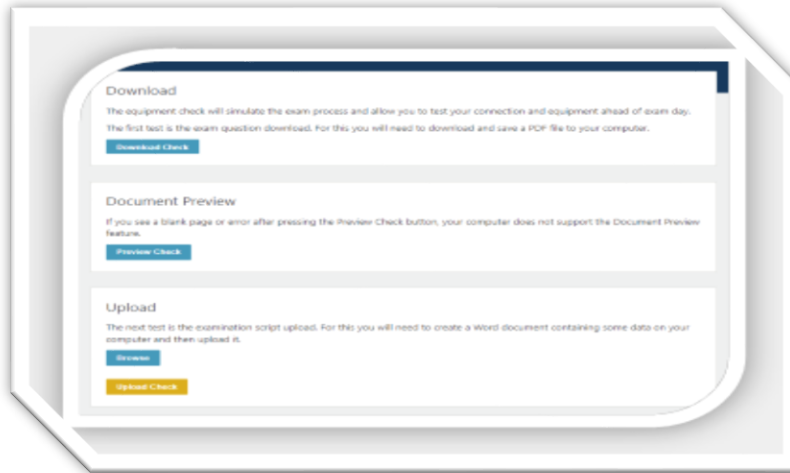 Download
The equipment check will simulate the exam process and allow you to test your connection and equipment ahead of exam day.
The first test is the exam question download. For this you will need to download and save a PDF file to your computer.
Download Check
Document Preview
If you see a blank page or error after pressing the Preview Check button, your computer does not support the Document Preview
feature.
Preview Check
Upload
The next test is the examination script upload. For this you will need to create a Word document containing some data on your
computer and then upload it.
Browse
Upload Check